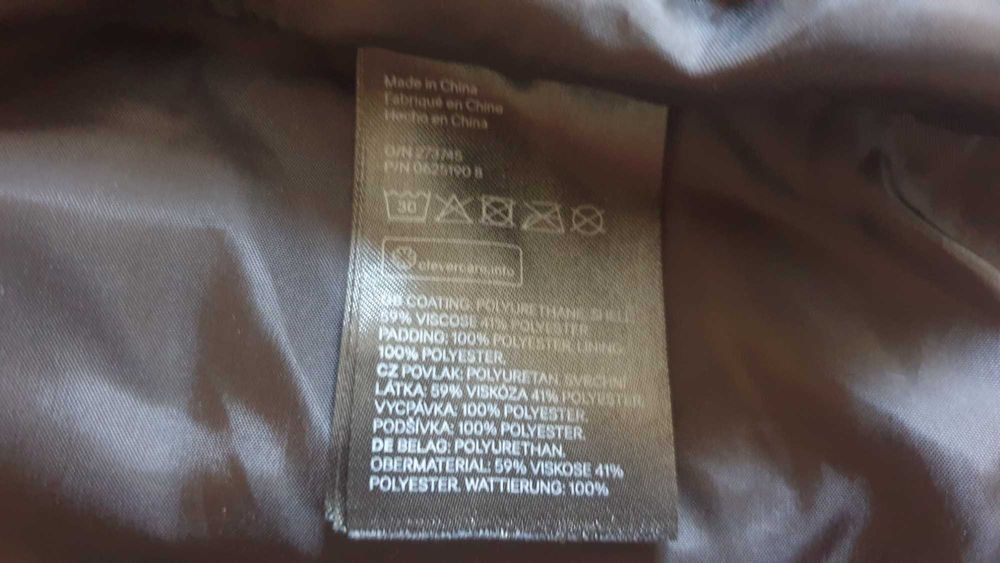 Made in China
Fabriqué en China
Hecho en China
O/N 273745
P/N 0625190 8
30
clevercare.info
GB COATING: POLYURETHANE. SHELL:
59% VISCOSE 41% POLYESTER.
PADDING: 100% POLYESTER. LINING:
100% POLYESTER.
CZ POVLAK: POLYURETAN. SVRCHNÍ
LÁTKA: 59% VISKÓZA 41% POLYESTER.
VYCPÁVKA: 100% POLYESTER.
PODŠÍVKA: 100% POLYESTER.
DE BELAG: POLYURETHAN.
OBERMATERIAL: 59% VISKOSE 41%
POLYESTER. WATTIERUNG: 100%